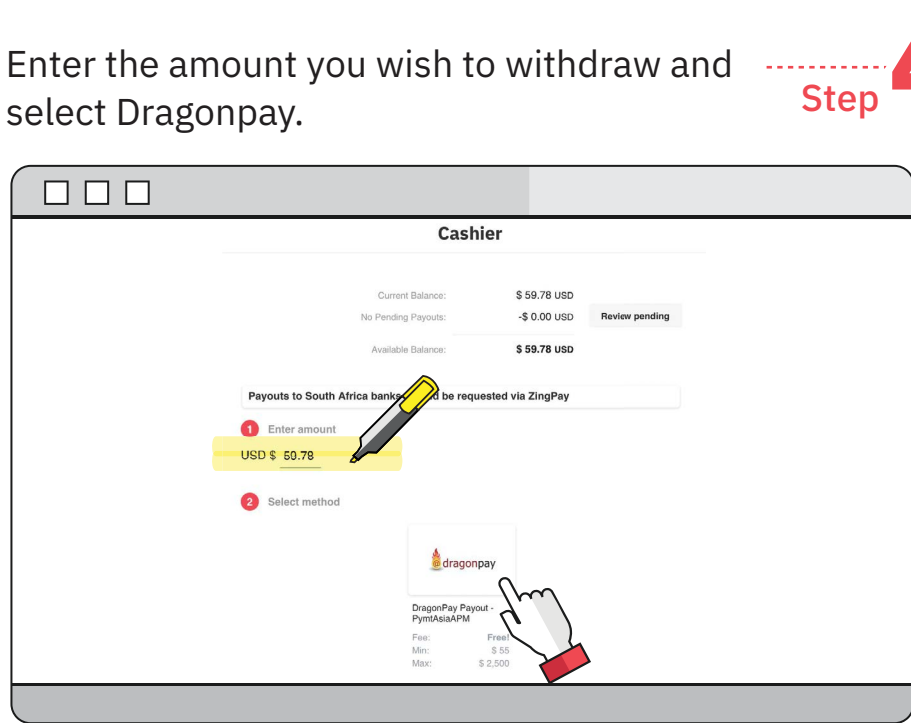 Enter the amount you wish to withdraw and
select Dragonpay.
Step
Cashier
Current Balance: $ 59.78 USD
No Pending Payouts: -$ 0.00 USD Review pending
Available Balance: $ 59.78 USD
Payouts to South Africa banks be requested via ZingPay
1 Enter amount
USD $ 59.78
2 Select method
dragonpay
DragonPay Payout -
PymtAsiaAPM
Fee: Free!
Min: $ 55
Max: $ 2,500